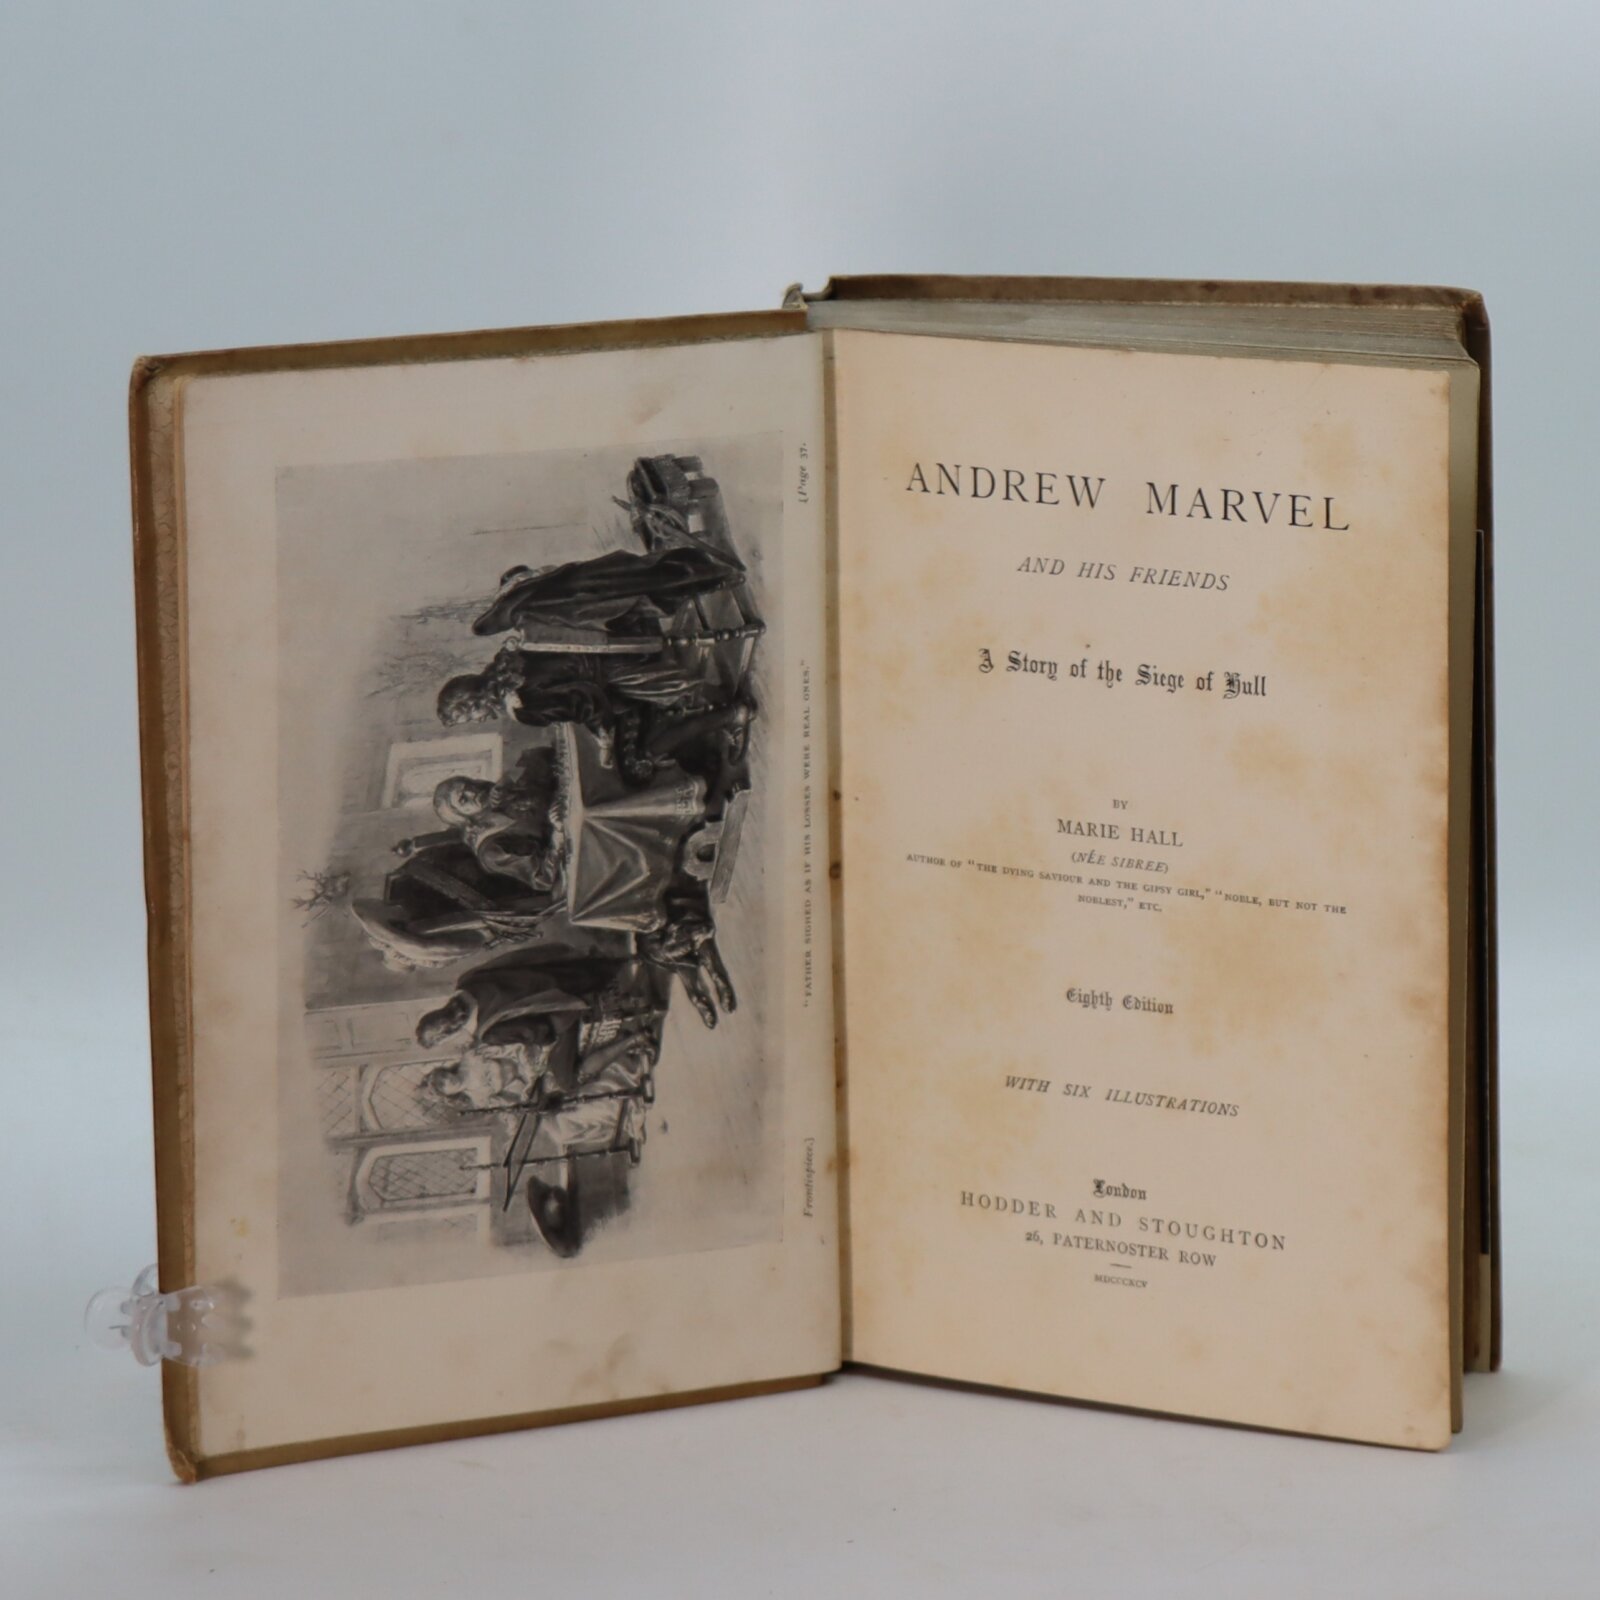 [Page 37.
"FATHER SIGHED AS IF HIS LOSSES WERE REAL ONES."
Frontispiece.]
ANDREW MARVEL
AND HIS FRIENDS
A Story of the Siege of Hull
BY
MARIE HALL
(NÉE SIBREE)
AUTHOR OF "THE DYING SAVIOUR AND THE GIPSY GIRL," "NOBLE, BUT NOT THE
NOBLEST," ETC.
Eighth Edition
WITH SIX ILLUSTRATIONS
London
HODDER AND STOUGHTON
26, PATERNOSTER ROW
MDCCCXCV